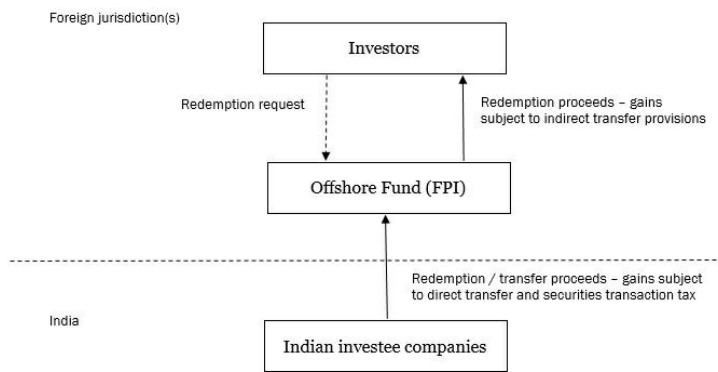 Foreign jurisdiction(s)
Investors
Redemption request
Redemption proceeds – gains
subject to indirect transfer provisions
Offshore Fund (FPI)
Redemption / transfer proceeds – gains subject
to direct transfer and securities transaction tax
India
Indian investee companies